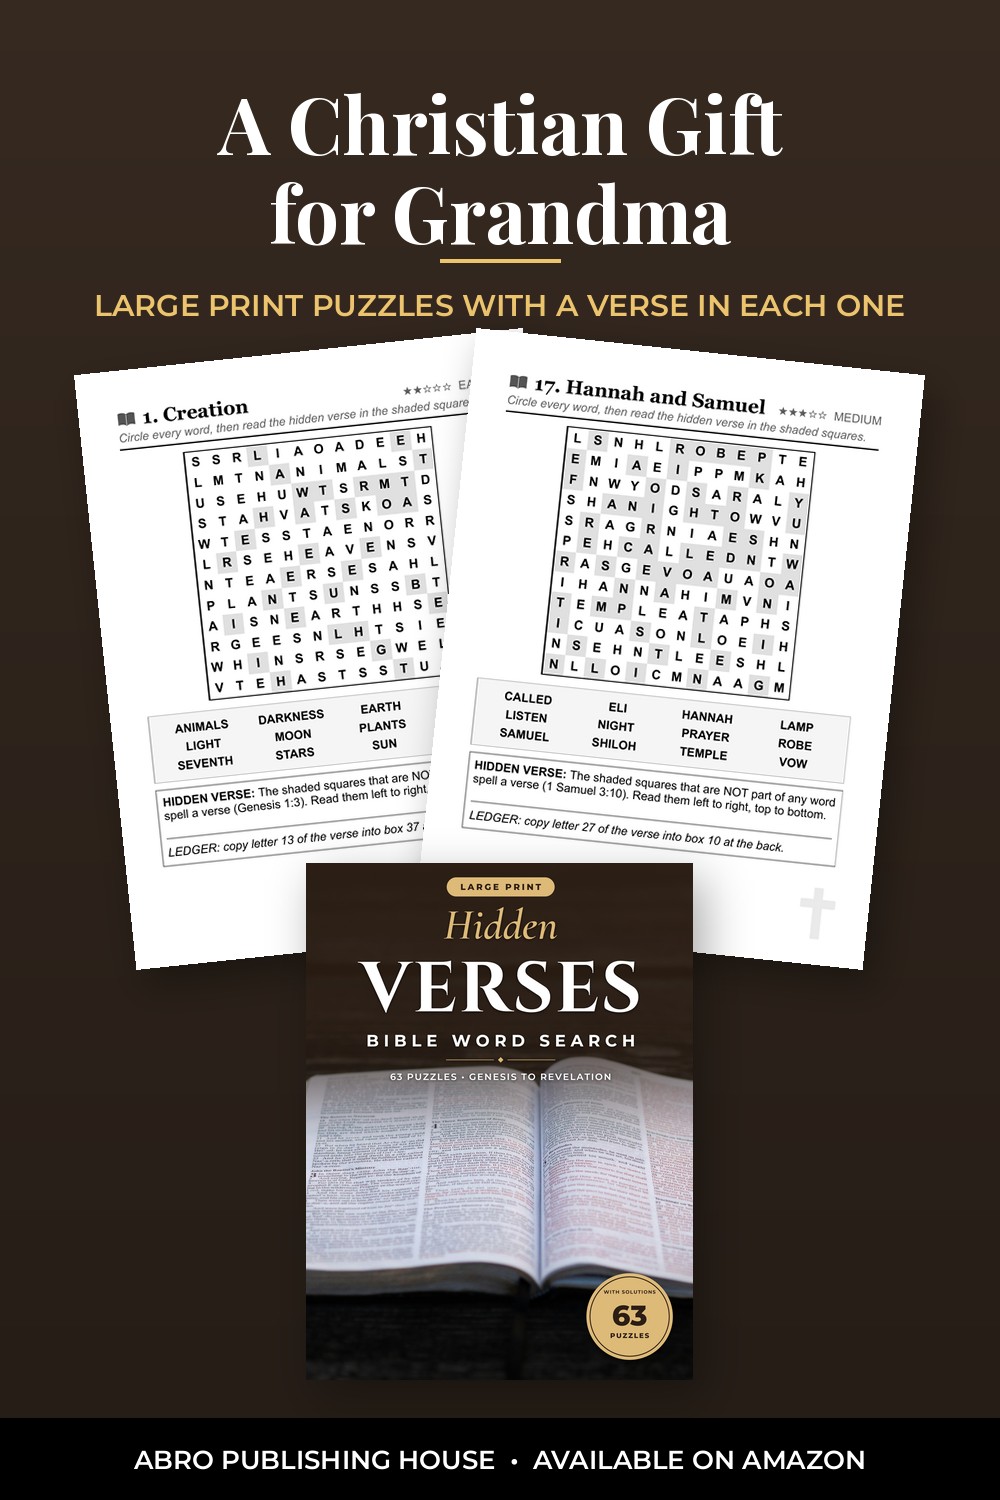 A Christian Gift
for Grandma
LARGE PRINT PUZZLES WITH A VERSE IN EACH ONE
1. Creation ★★☆☆☆
Circle every word, then read the hidden verse in the shaded
S S R L I A O A D E E H
L M T N A N I M A L S T
U S E H U W T S R M T D
S T A H V A T S K O A S
W T E S S T A E N O R R
L R S E H E A V E N S V
N T E A E R S E S A H L
P L A N T S U N S S B T
A I S N E A R T H H S E
R G E E S N L H T S I E
W H I N S R S E G W E
V T E H A S T S S T U
ANIMALS DARKNESS EARTH
LIGHT MOON PLANTS
SEVENTH STARS SUN
HIDDEN VERSE: The shaded squares that are
spell a verse (Genesis 1:3). Read them left to right
LEDGER: copy letter 13 of the verse into box 37
17. Hannah and Samuel ★★★☆☆ MEDIUM
Circle every word, then read the hidden verse in the shaded squares.
L S N H L R O B E P T E
E M I A E I P P M K A H
F N W Y O D S A R A L Y
S H A N I G H T O W V U
S R A G R N I A E S H N
P E H C A L L E D N T W
R A S G E V O A U A O A
I H A N N A H I M V N I
T E M P L E A T A P H S
I C U A S O N L O E I H
N S E H N T L E E S H L
N L L O I C M N A A G M
CALLED ELI HANNAH LAMP
LISTEN NIGHT PRAYER ROBE
SAMUEL SHILOH TEMPLE VOW
HIDDEN VERSE: The shaded squares that are NOT part of any word
spell a verse (1 Samuel 3:10). Read them left to right, top to bottom.
LEDGER: copy letter 27 of the verse into box 10 at the back.
LARGE PRINT
Hidden
VERSES
BIBLE WORD SEARCH
63 PUZZLES • GENESIS TO REVELATION
WITH SOLUTIONS
63
PUZZLES
ABRO PUBLISHING HOUSE • AVAILABLE ON AMAZON